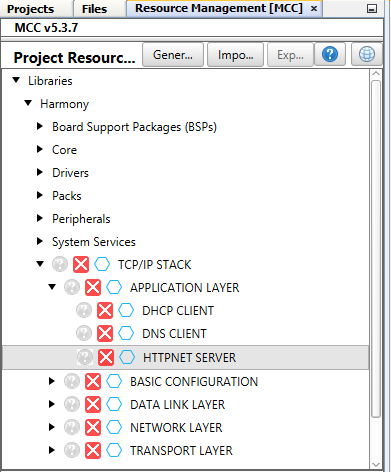 Projects Files Resource Management [MCC] ×
MCC v5.3.7
Project Resourc... Gener... Impo... Exp... ?
Libraries
Harmony
Board Support Packages (BSPs)
Core
Drivers
Packs
Peripherals
System Services
? TCP/IP STACK
? APPLICATION LAYER
? DHCP CLIENT
? DNS CLIENT
? HTTPNET SERVER
? BASIC CONFIGURATION
? DATA LINK LAYER
? NETWORK LAYER
? TRANSPORT LAYER